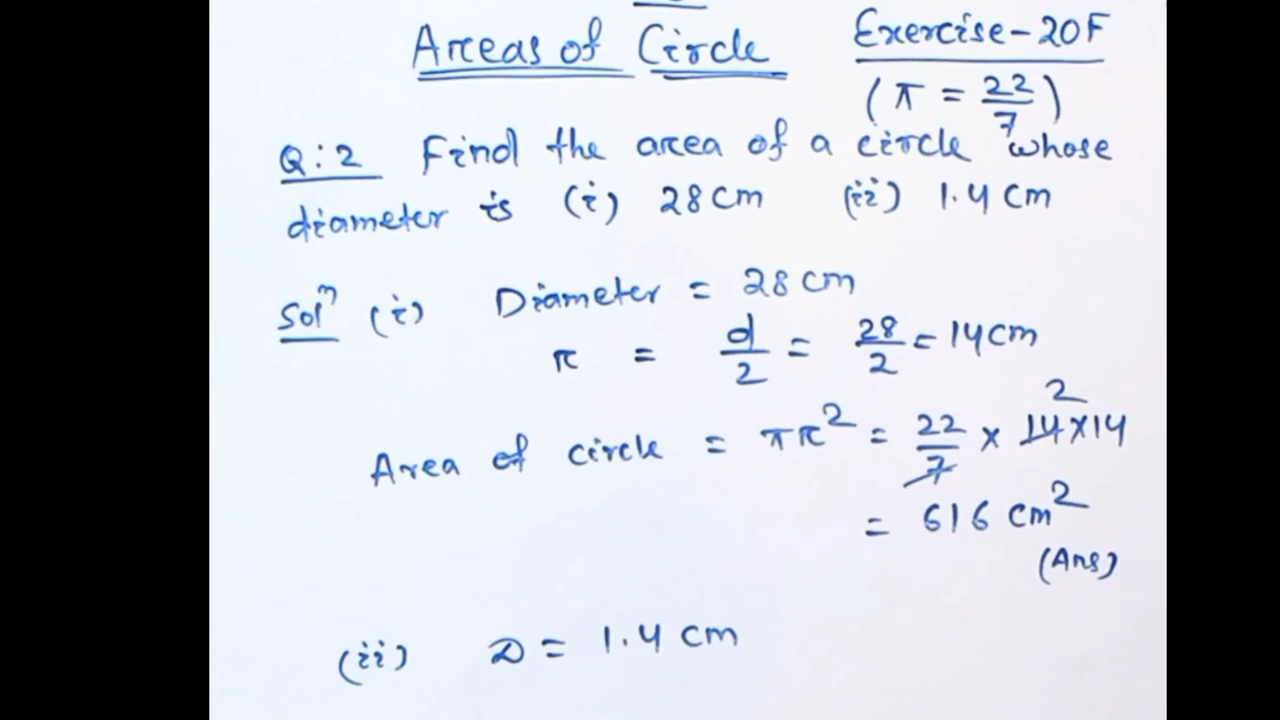 Areas of Circle Exercise-20F
(π = 22/7)
Q:2 Find the area of a circle whose
diameter is (i) 28 cm (ii) 1.4 cm
Solⁿ (i) Diameter = 28 cm
r = d/2 = 28/2 = 14 cm
2
Area of circle = πr² = 22/7 × 14×14
= 616 cm²
(Ans)
(ii) D = 1.4 cm